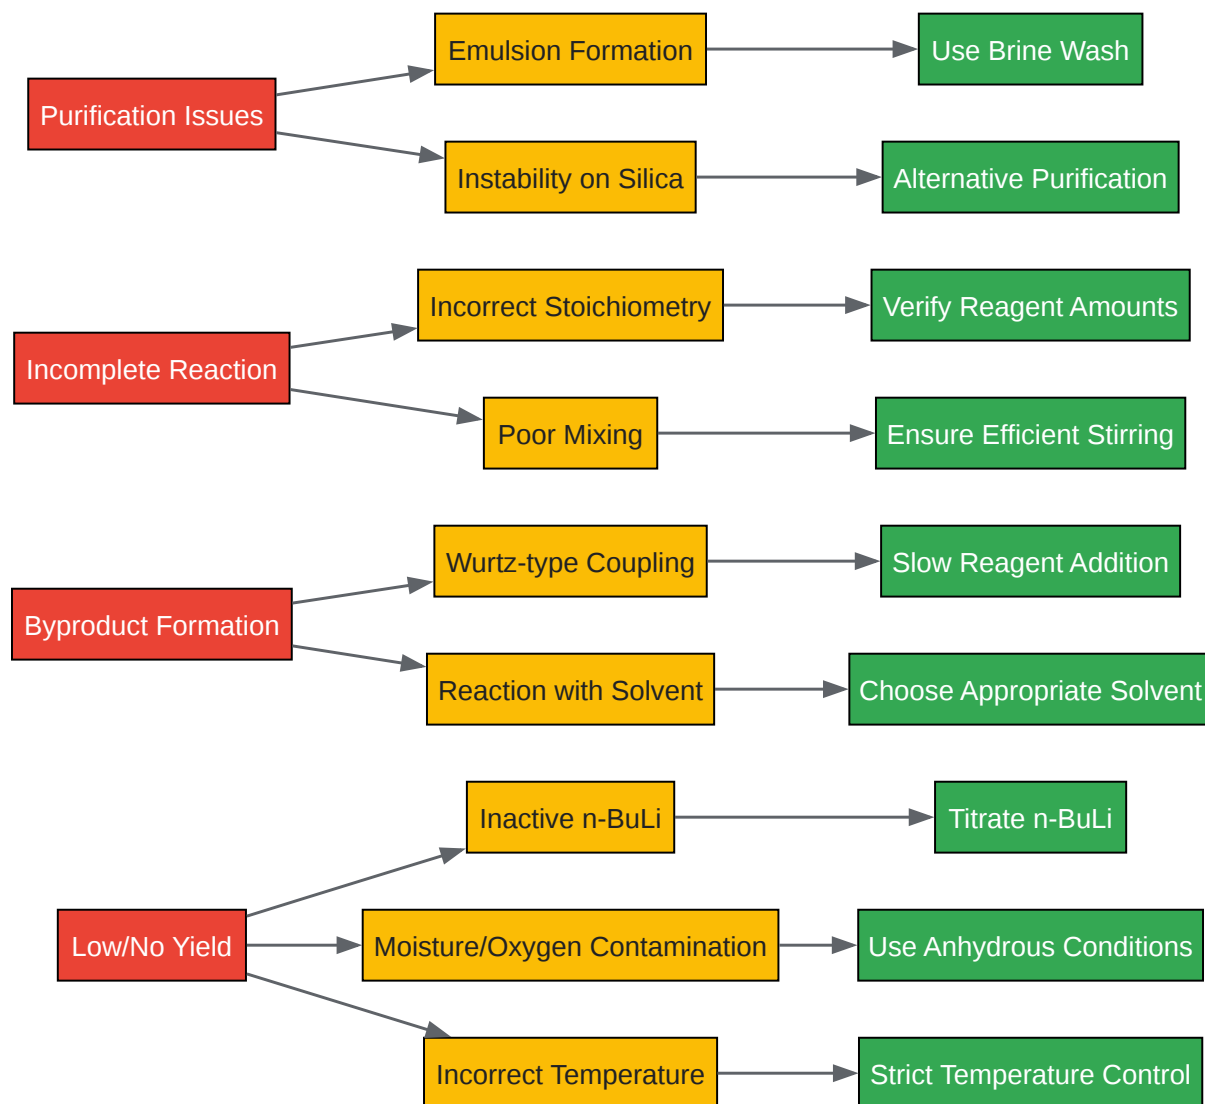 Purification Issues
Emulsion Formation
Use Brine Wash
Instability on Silica
Alternative Purification
Incomplete Reaction
Incorrect Stoichiometry
Verify Reagent Amounts
Poor Mixing
Ensure Efficient Stirring
Byproduct Formation
Wurtz-type Coupling
Slow Reagent Addition
Reaction with Solvent
Choose Appropriate Solvent
Low/No Yield
Inactive n-BuLi
Titrate n-BuLi
Moisture/Oxygen Contamination
Use Anhydrous Conditions
Incorrect Temperature
Strict Temperature Control